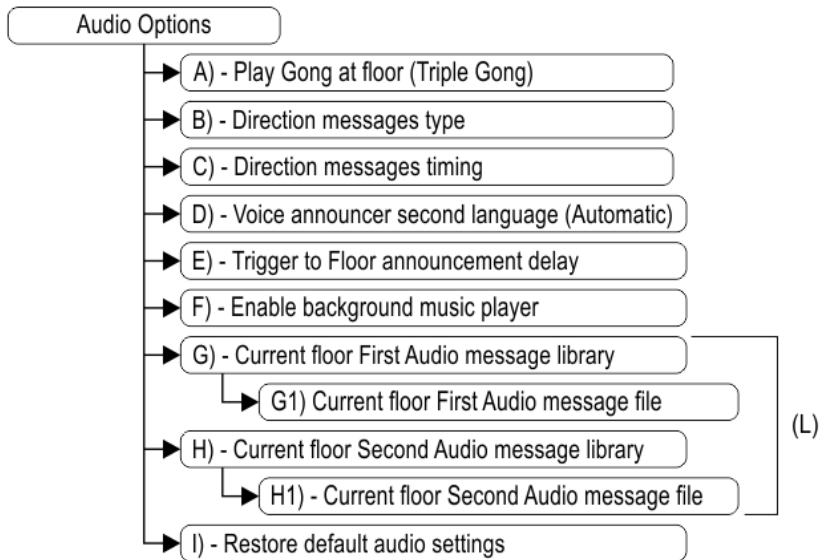 Audio Options
A) - Play Gong at floor (Triple Gong)
B) - Direction messages type
C) - Direction messages timing
D) - Voice announcer second language (Automatic)
E) - Trigger to Floor announcement delay
F) - Enable background music player
G) - Current floor First Audio message library
G1) Current floor First Audio message file
(L)
H) - Current floor Second Audio message library
H1) - Current floor Second Audio message file
I) - Restore default audio settings